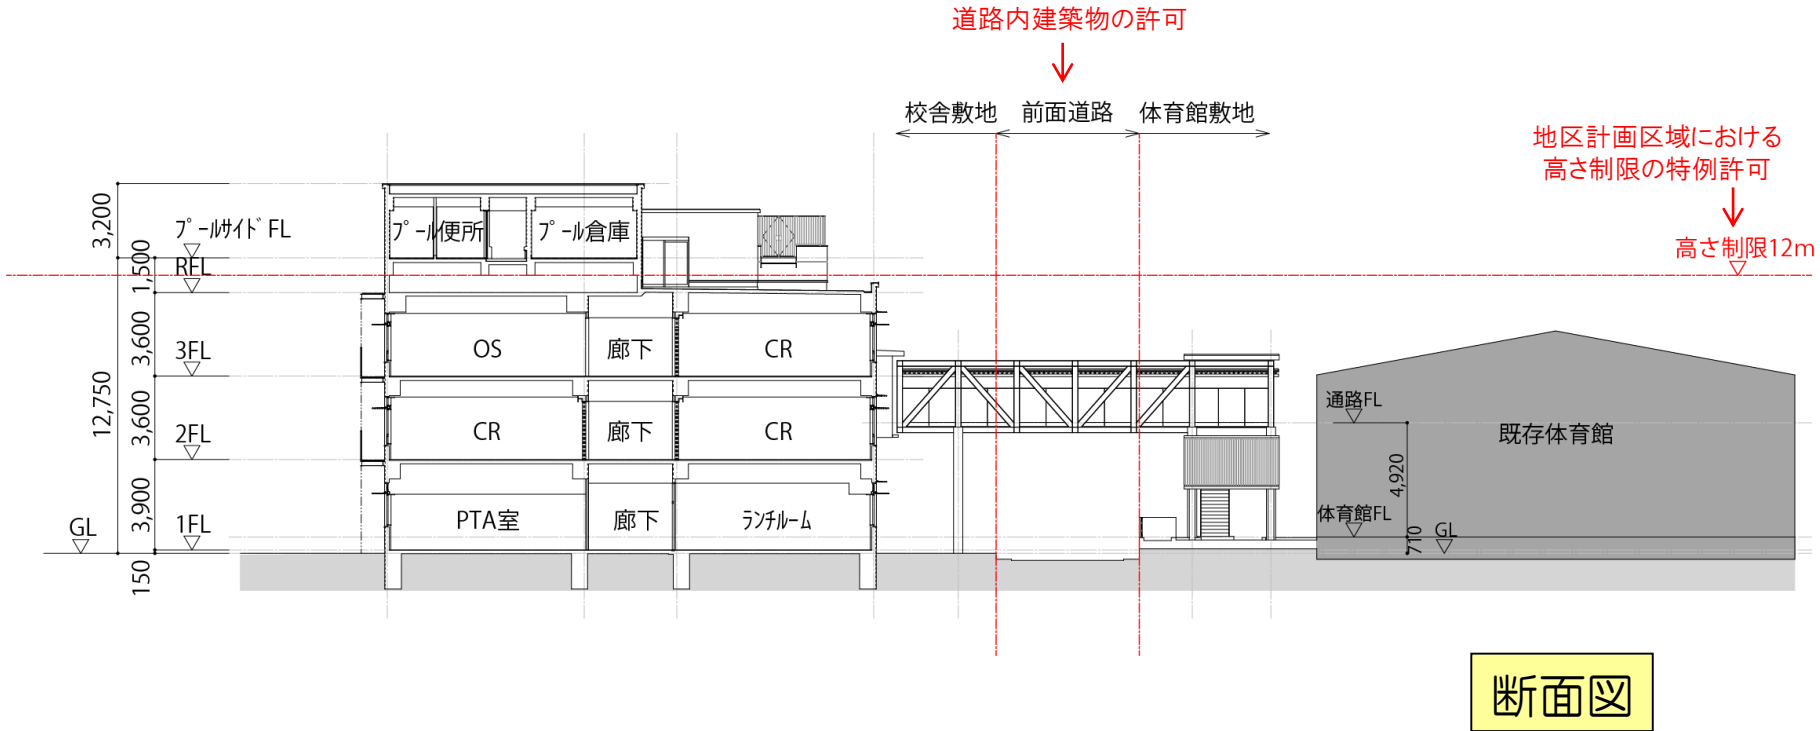 道路内建築物の許可
校舎敷地
前面道路
体育館敷地
地区計画区域における
高さ制限の特例許可
高さ制限12m
3,200
1,500
3,600
3,600
3,900
150
12,750
プールサイドFL
RFL
3FL
2FL
1FL
GL
プール便所
プール倉庫
OS
廊下
CR
CR
廊下
CR
PTA室
廊下
ランチルーム
通路FL
4,920
体育館FL
710
GL
既存体育館
断面図